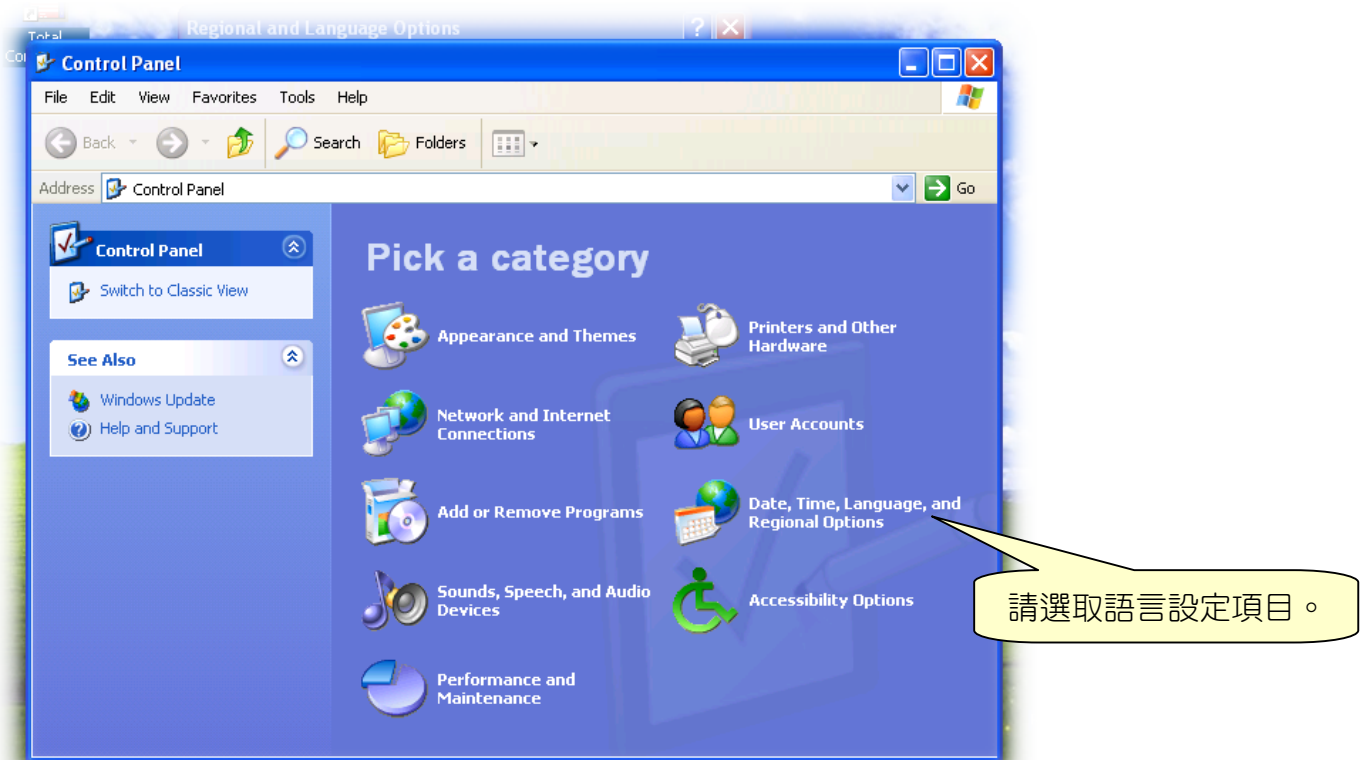 Total
Regional and Language Options
Control Panel
File Edit View Favorites Tools Help
Back Search Folders
Address Control Panel Go
Control Panel
Switch to Classic View
See Also
Windows Update
Help and Support
Pick a category
Appearance and Themes
Printers and Other
Hardware
Network and Internet
Connections
User Accounts
Add or Remove Programs
Date, Time, Language, and
Regional Options
Sounds, Speech, and Audio
Devices
Accessibility Options
Performance and
Maintenance
請選取語言設定項目。